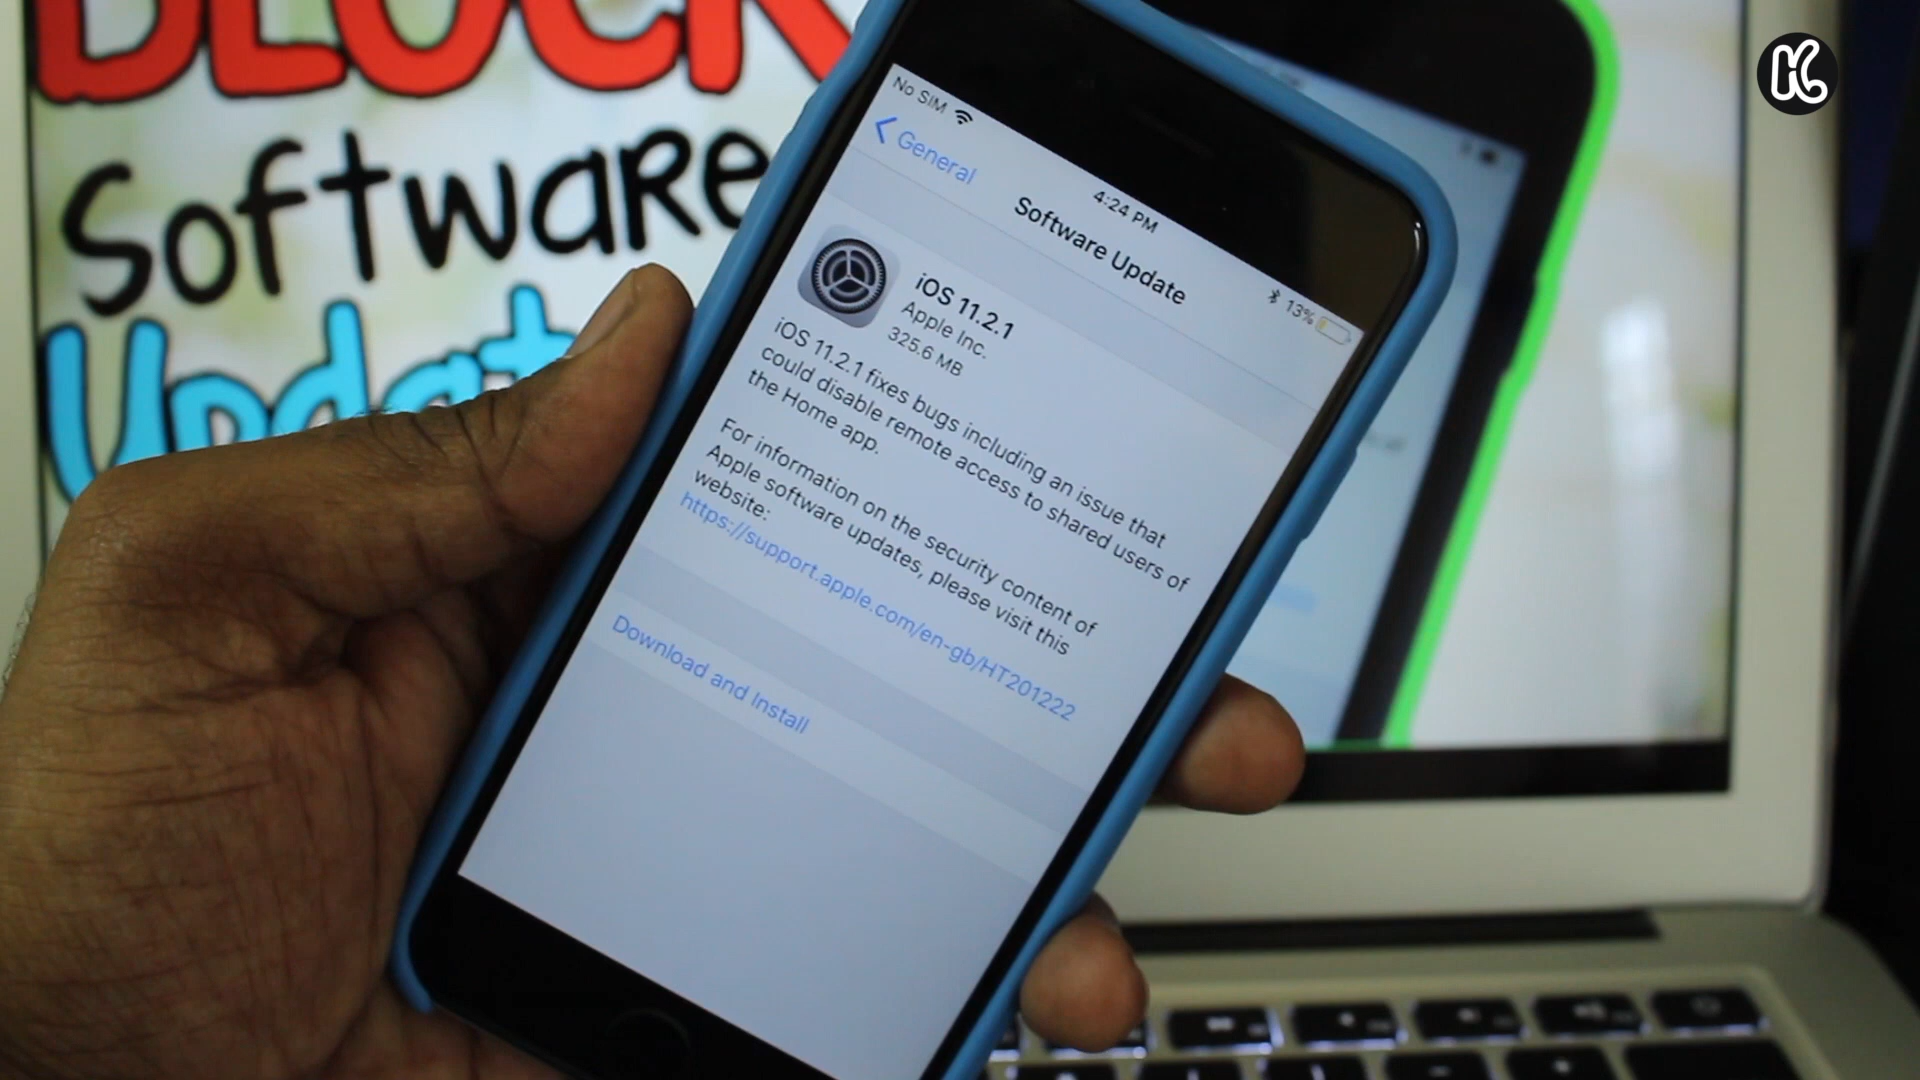 BLOCK
Software
Updat
No SIM
4:24 PM
13%
General
Software Update
iOS 11.2.1
Apple Inc.
325.6 MB
iOS 11.2.1 fixes bugs including an issue that
could disable remote access to shared users of
the Home app.
For information on the security content of
Apple software updates, please visit this
website:
https://support.apple.com/en-gb/HT201222
Download and Install